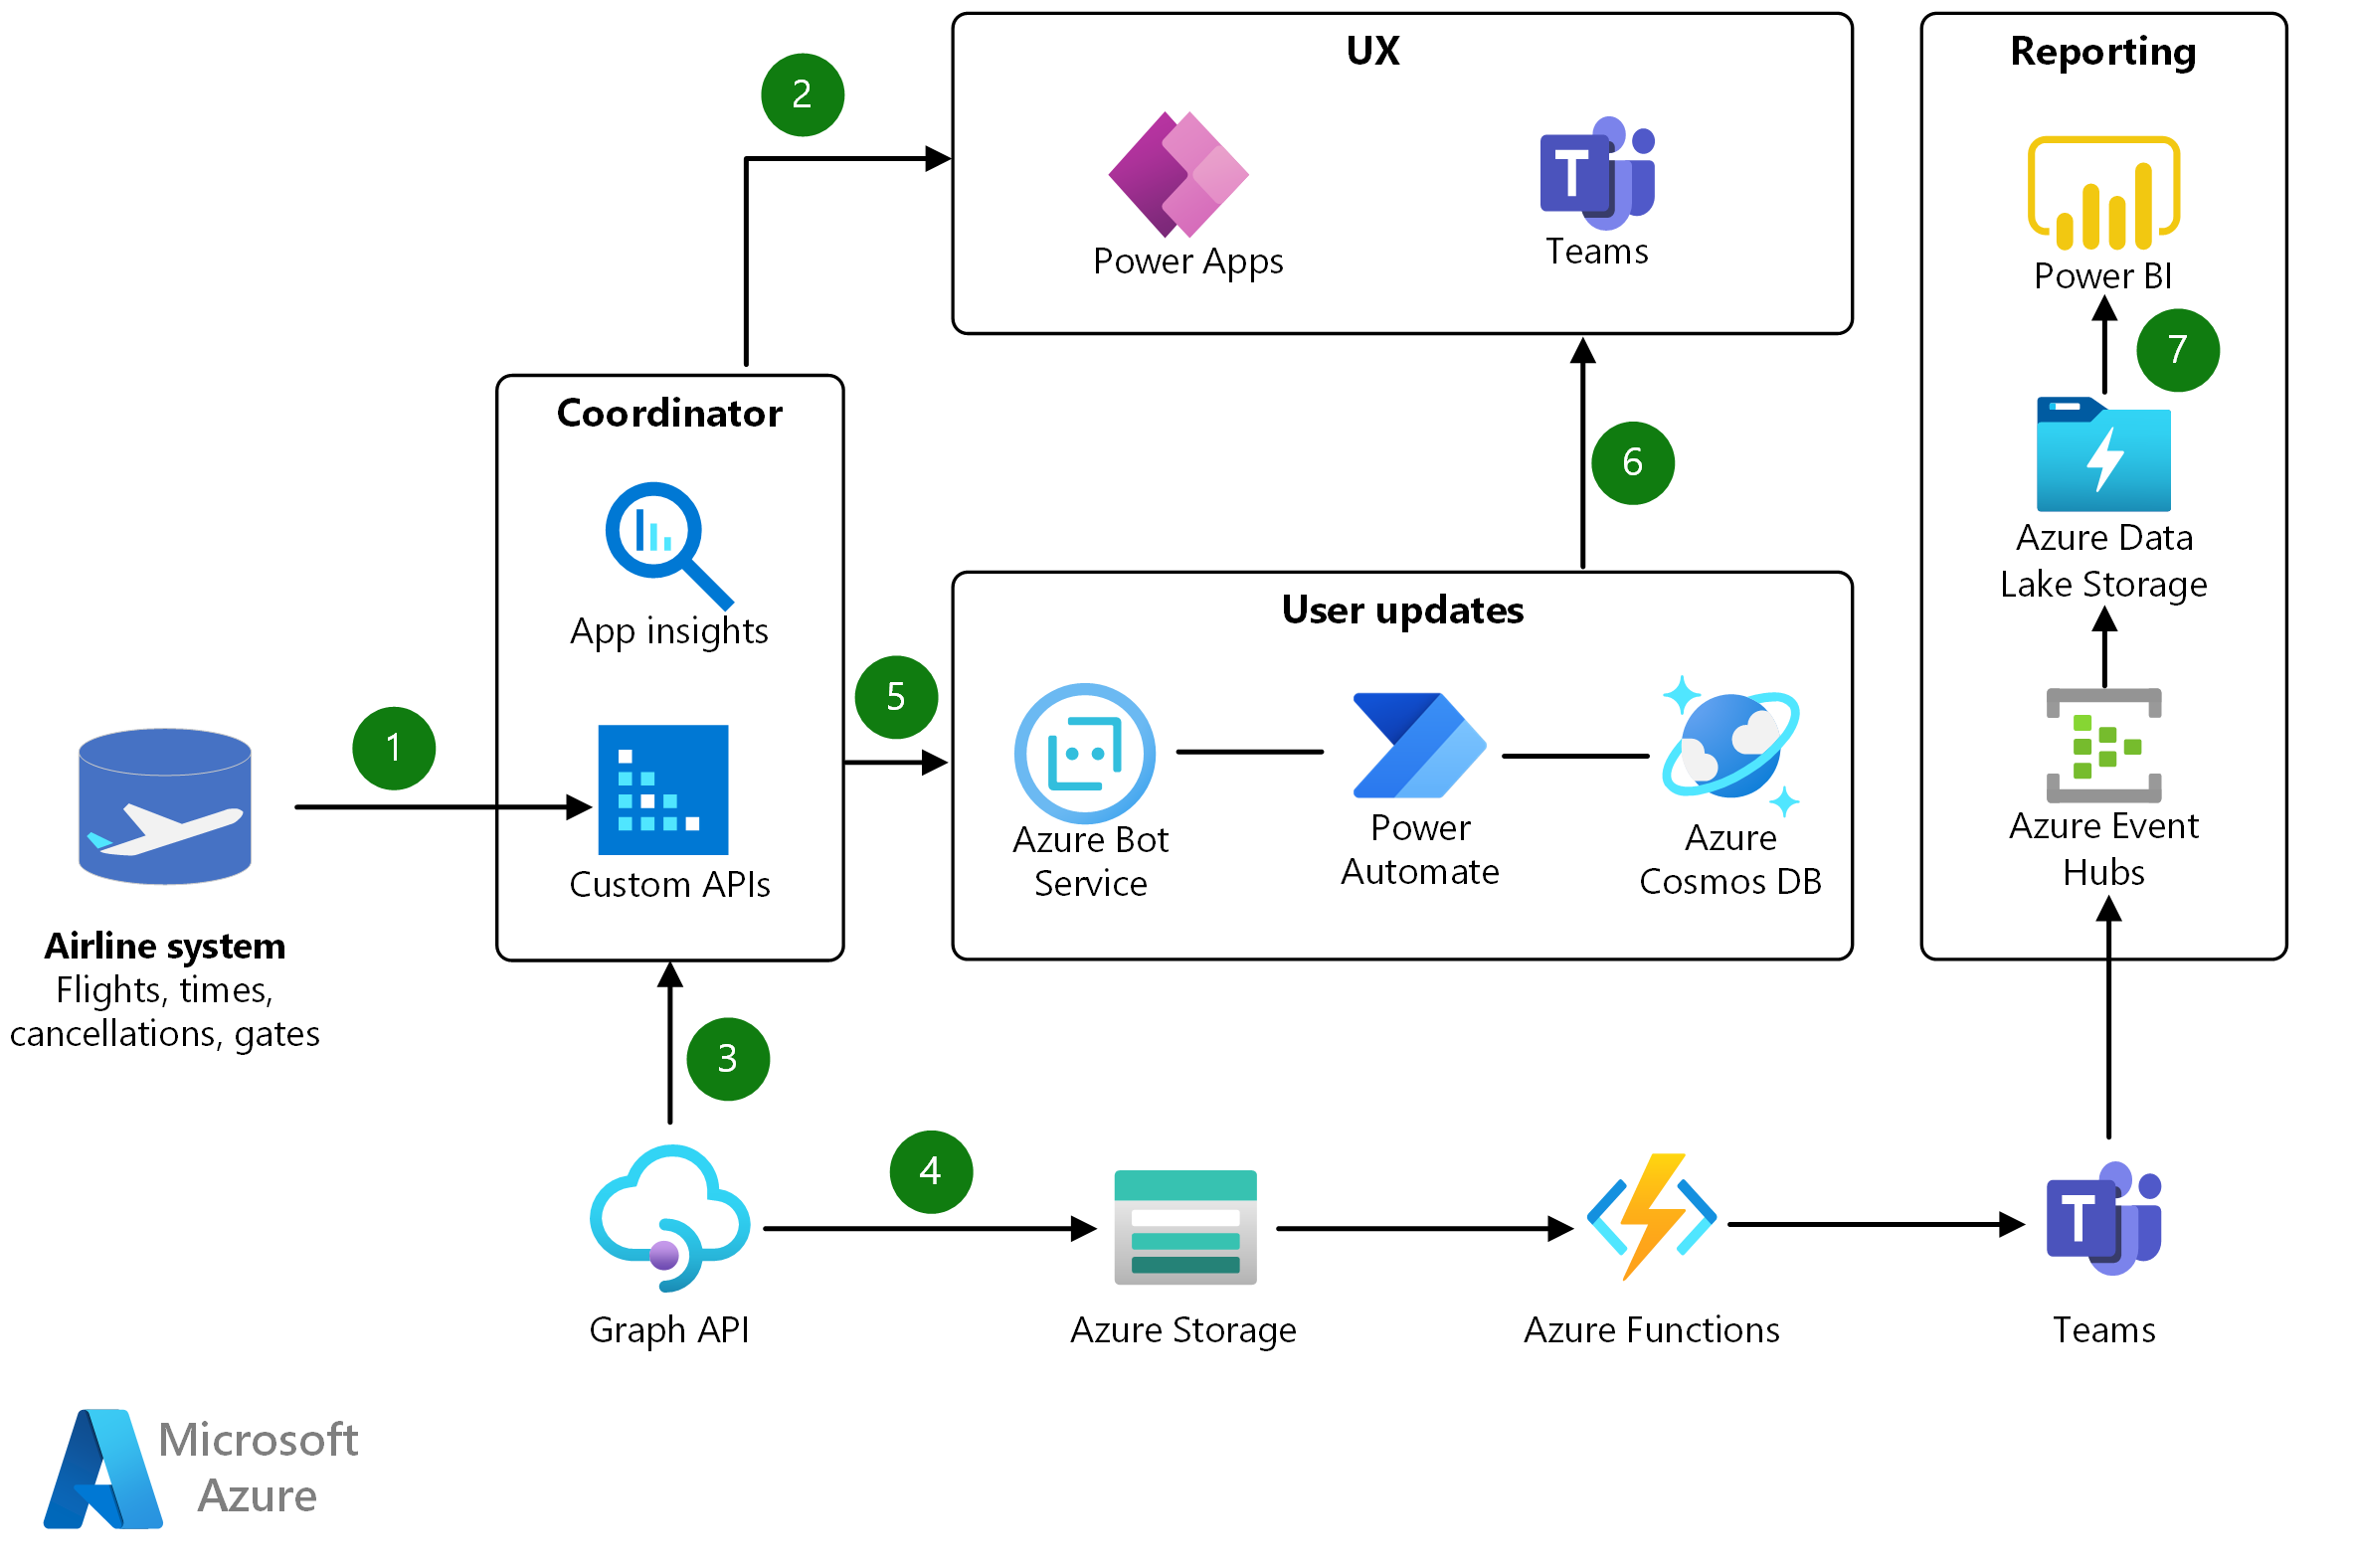 UX
Reporting
2
Power Apps
Teams
Power BI
7
Coordinator
6
Azure Data
Lake Storage
App insights
User updates
5
1
Azure Bot
Service
Power
Automate
Azure
Cosmos DB
Azure Event
Hubs
Custom APIs
Airline system
Flights, times,
cancellations, gates
3
4
Graph API
Azure Storage
Azure Functions
Teams
Microsoft
Azure